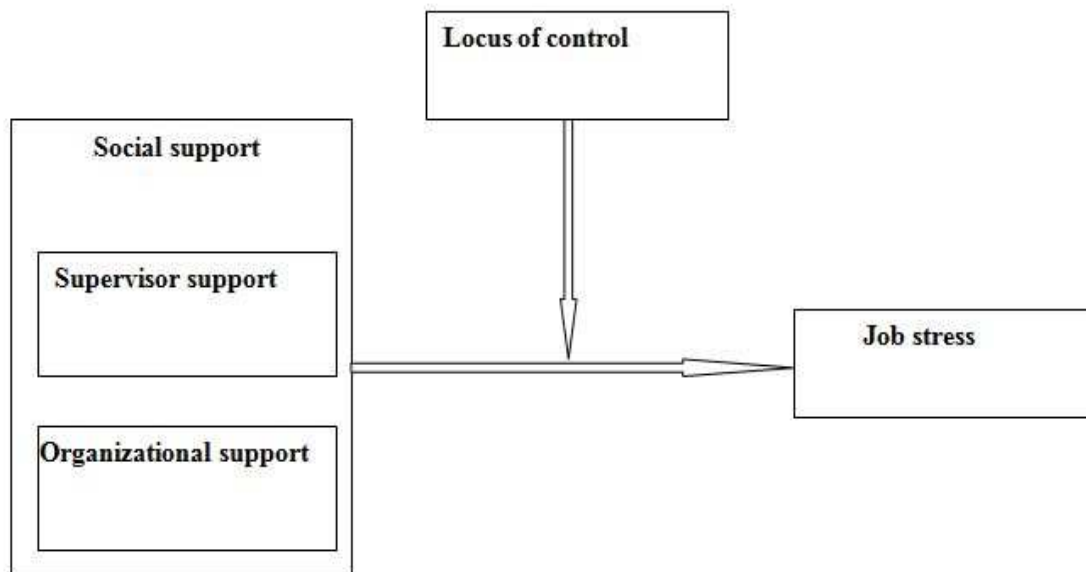 Locus of control
Social support
Supervisor support
Job stress
Organizational support